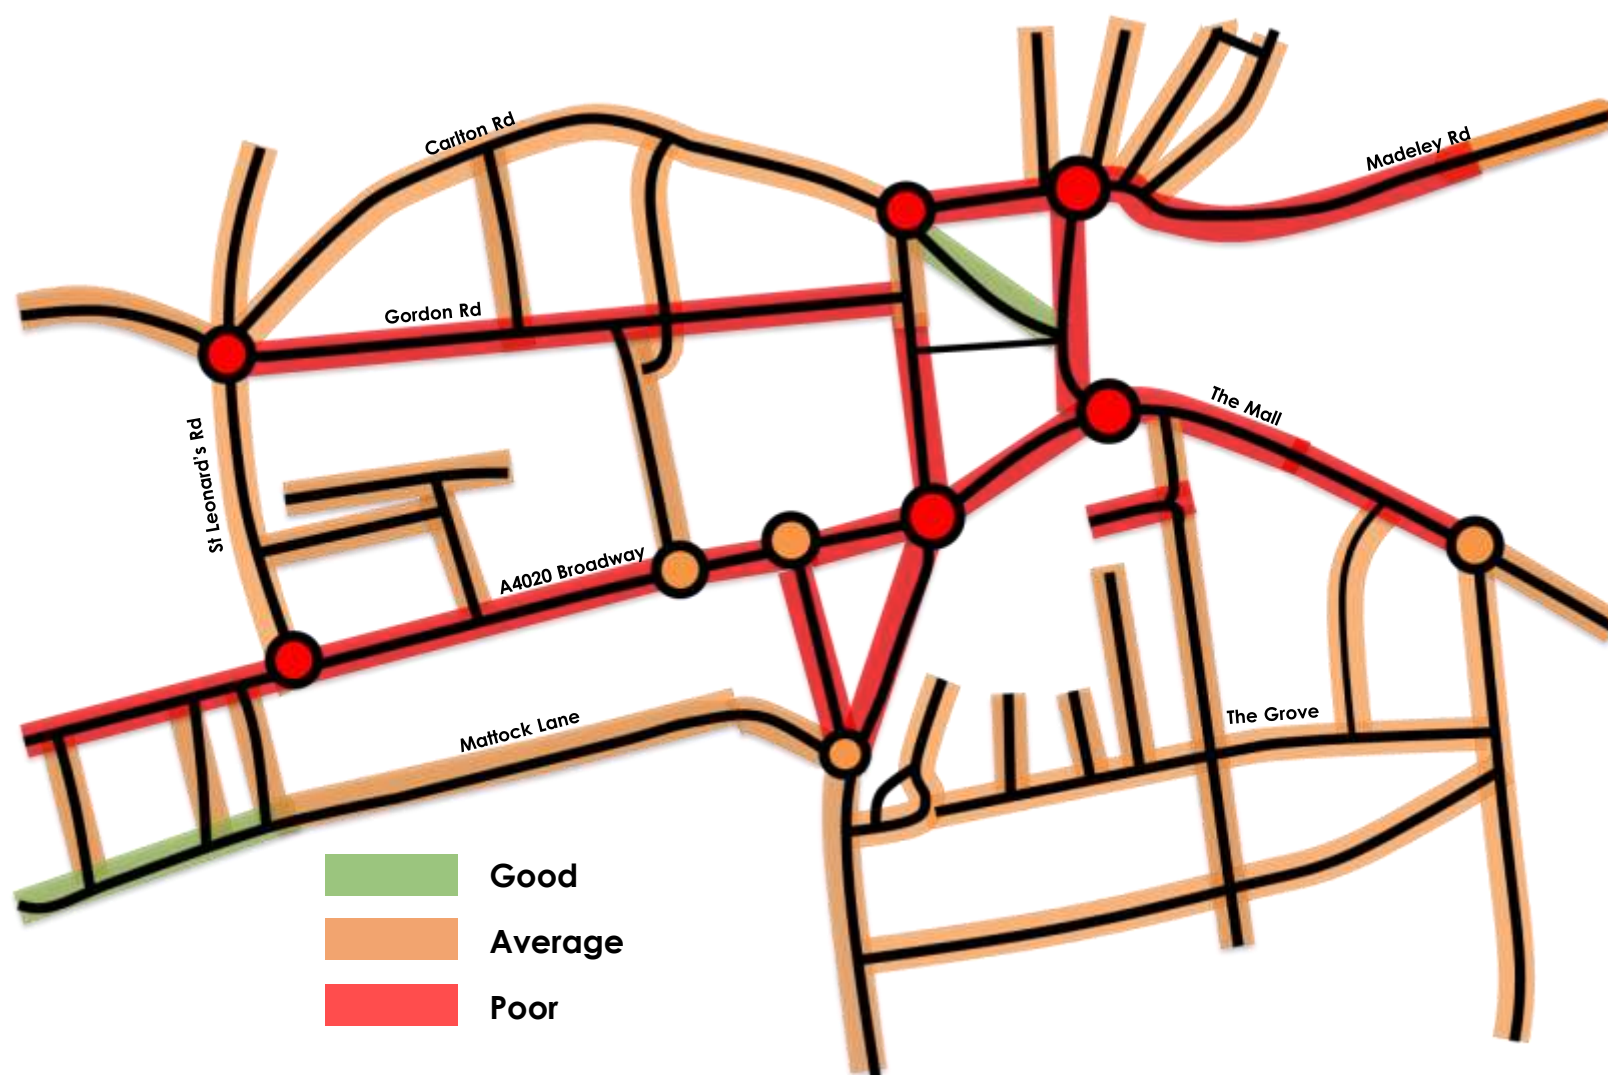 Carlton Rd
Madeley Rd
Gordon Rd
The Mall
St Leonard's Rd
A4020 Broadway
Mattock Lane
The Grove
Good
Average
Poor